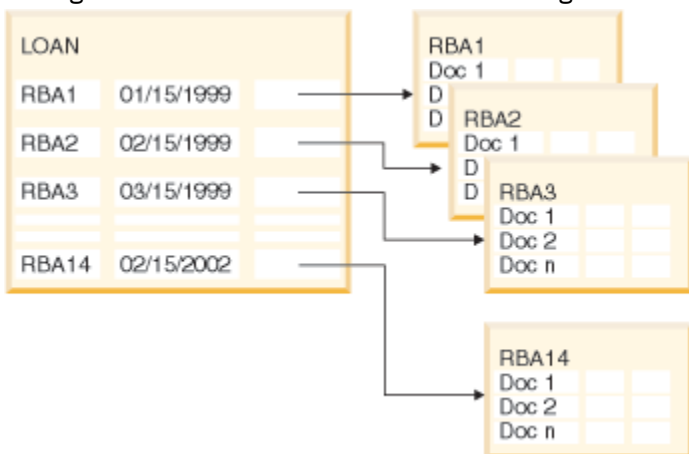 LOAN
RBA1 01/15/1999
RBA2 02/15/1999
RBA3 03/15/1999
RBA14 02/15/2002
RBA1
Doc 1
D
D
RBA2
Doc 1
D
D
RBA3
Doc 1
Doc 2
Doc n
RBA14
Doc 1
Doc 2
Doc n